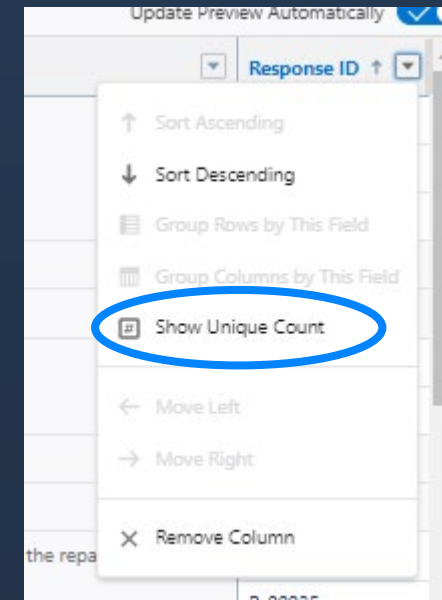 Update Preview Automatically
Response ID ↑
↑ Sort Ascending
↓ Sort Descending
Group Rows by This Field
Group Columns by This Field
# Show Unique Count
← Move Left
→ Move Right
× Remove Column
the repa